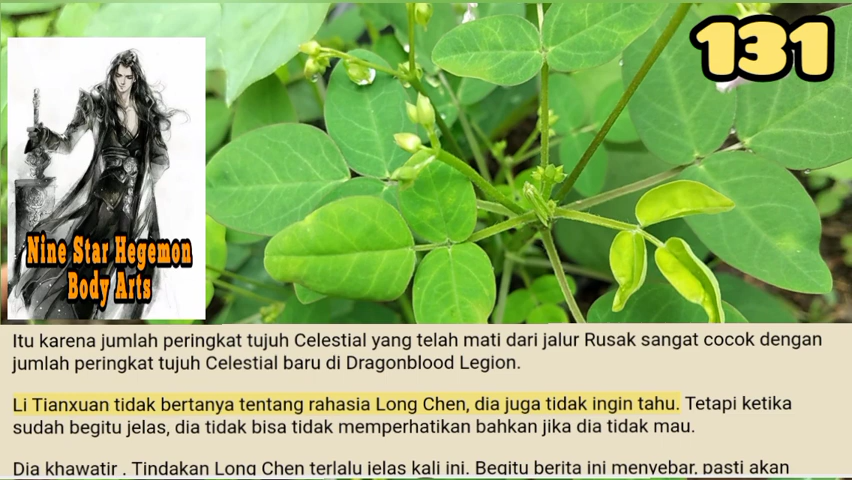 131
Nine Star Hegemon
Body Arts
Itu karena jumlah peringkat tujuh Celestial yang telah mati dari jalur Rusak sangat cocok dengan
jumlah peringkat tujuh Celestial baru di Dragonblood Legion.
Li Tianxuan tidak bertanya tentang rahasia Long Chen, dia juga tidak ingin tahu. Tetapi ketika
sudah begitu jelas, dia tidak bisa tidak memperhatikan bahkan jika dia tidak mau.
Dia khawatir . Tindakan Long Chen terlalu jelas kali ini. Begitu berita ini menyebar, pasti akan